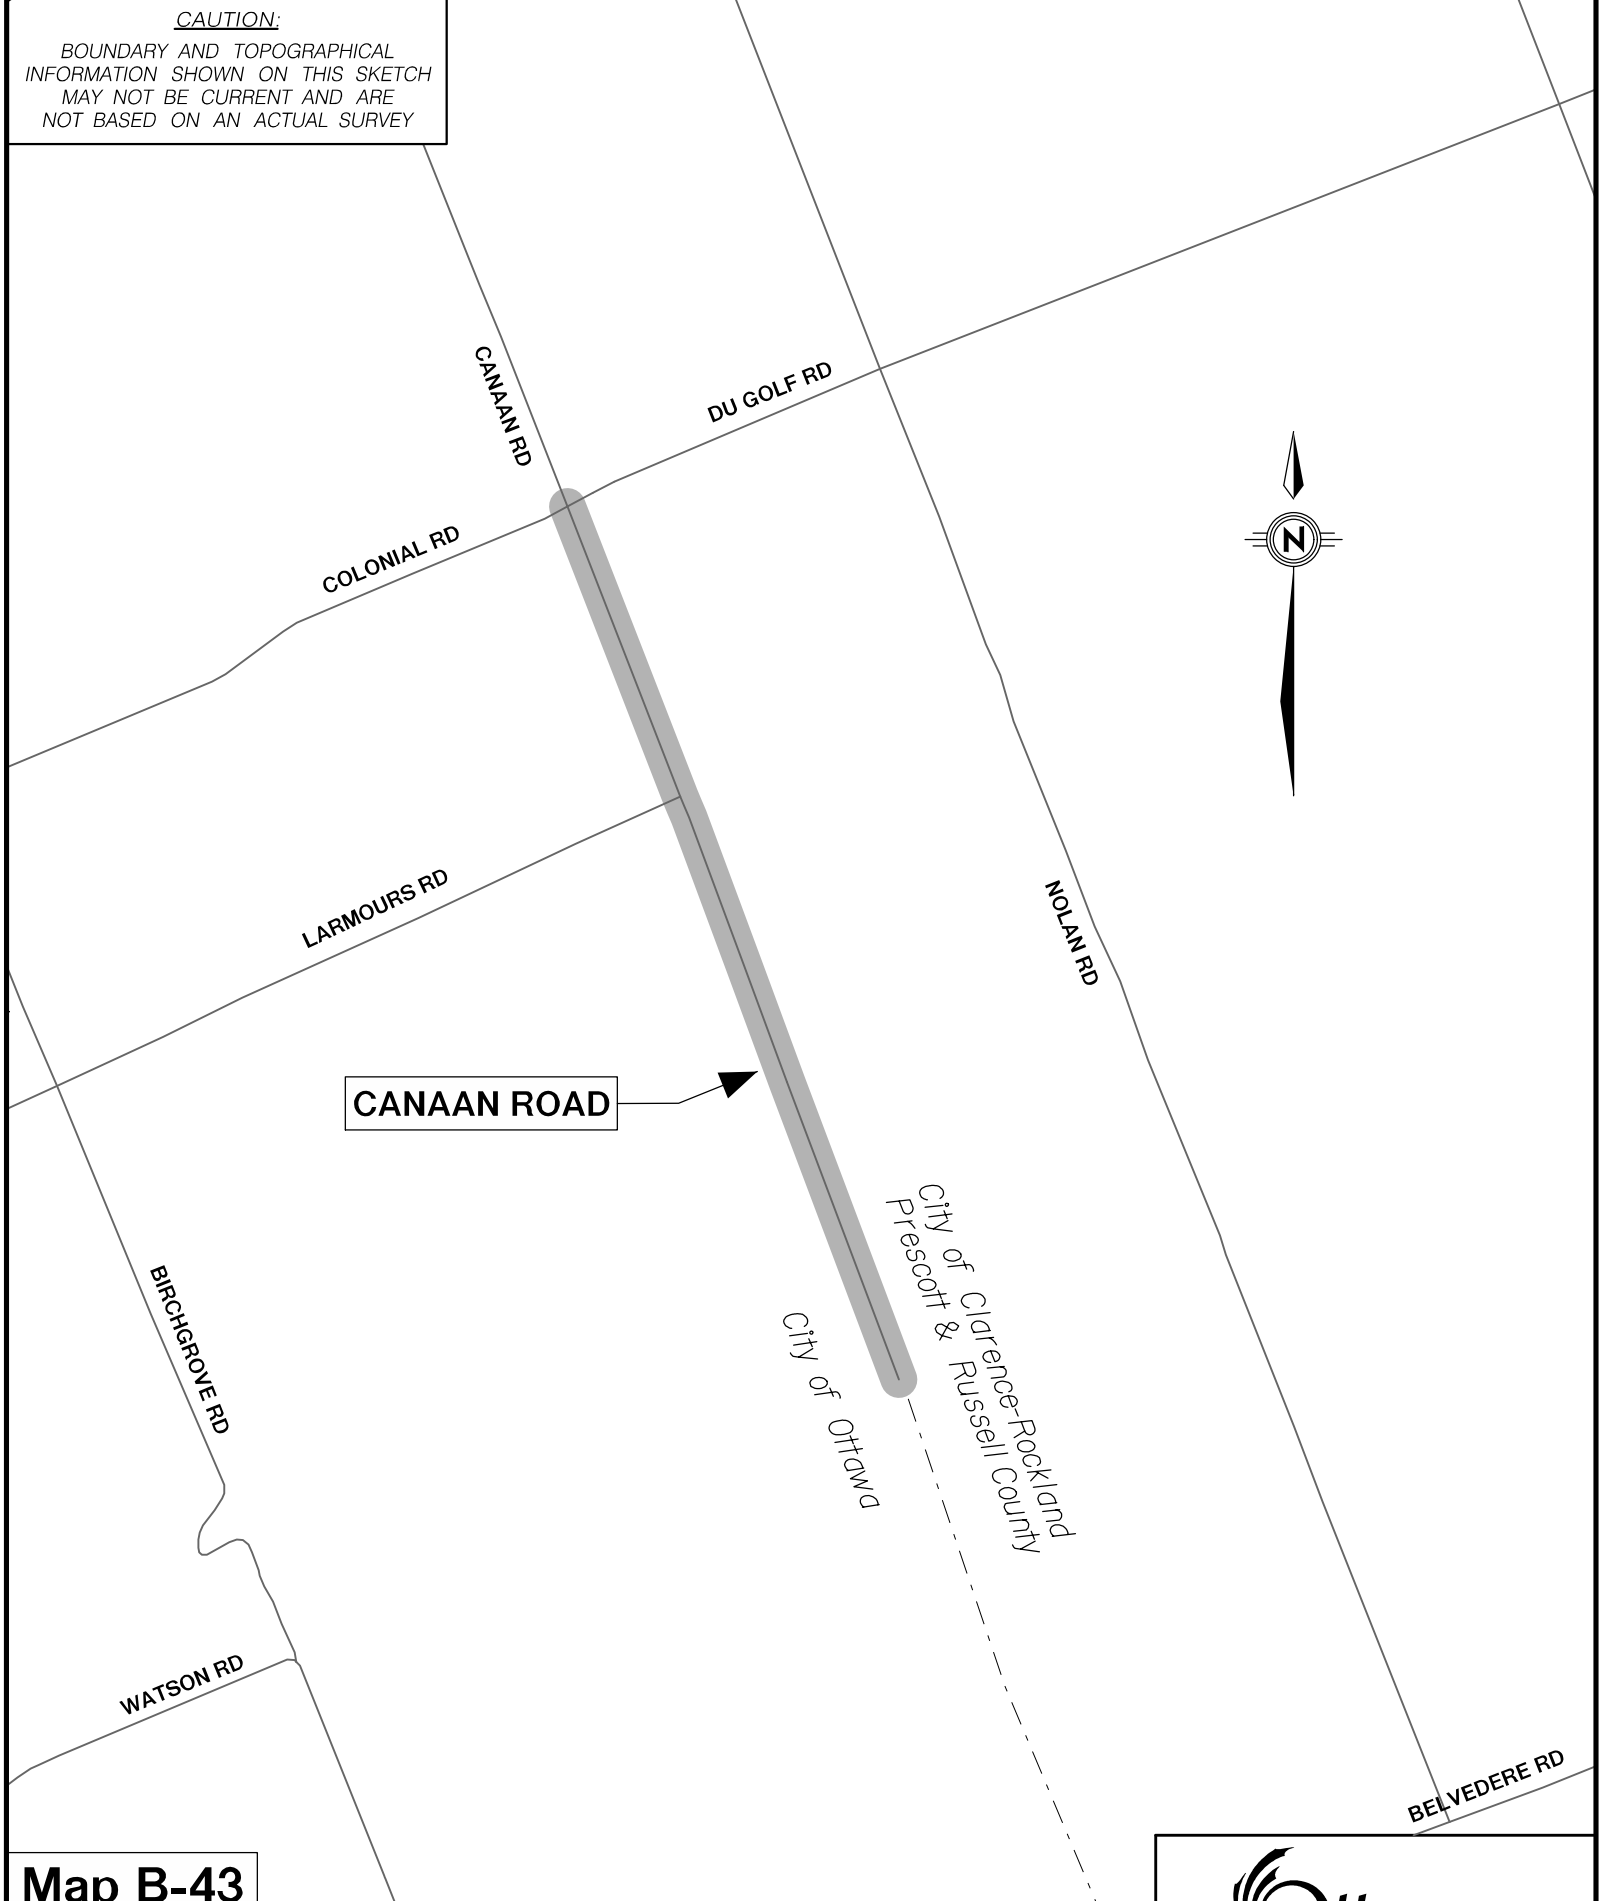 CAUTION:
BOUNDARY AND TOPOGRAPHICAL
INFORMATION SHOWN ON THIS SKETCH
MAY NOT BE CURRENT AND ARE
NOT BASED ON AN ACTUAL SURVEY
CANAAN RD
DU GOLF RD
COLONIAL RD
N
LARMOURS RD
NOLAN RD
CANAAN ROAD
City of Clarence-Rockland
Prescott & Russell County
City of Ottawa
BIRCHGROVE RD
WATSON RD
BELVEDERE RD
Map B-43